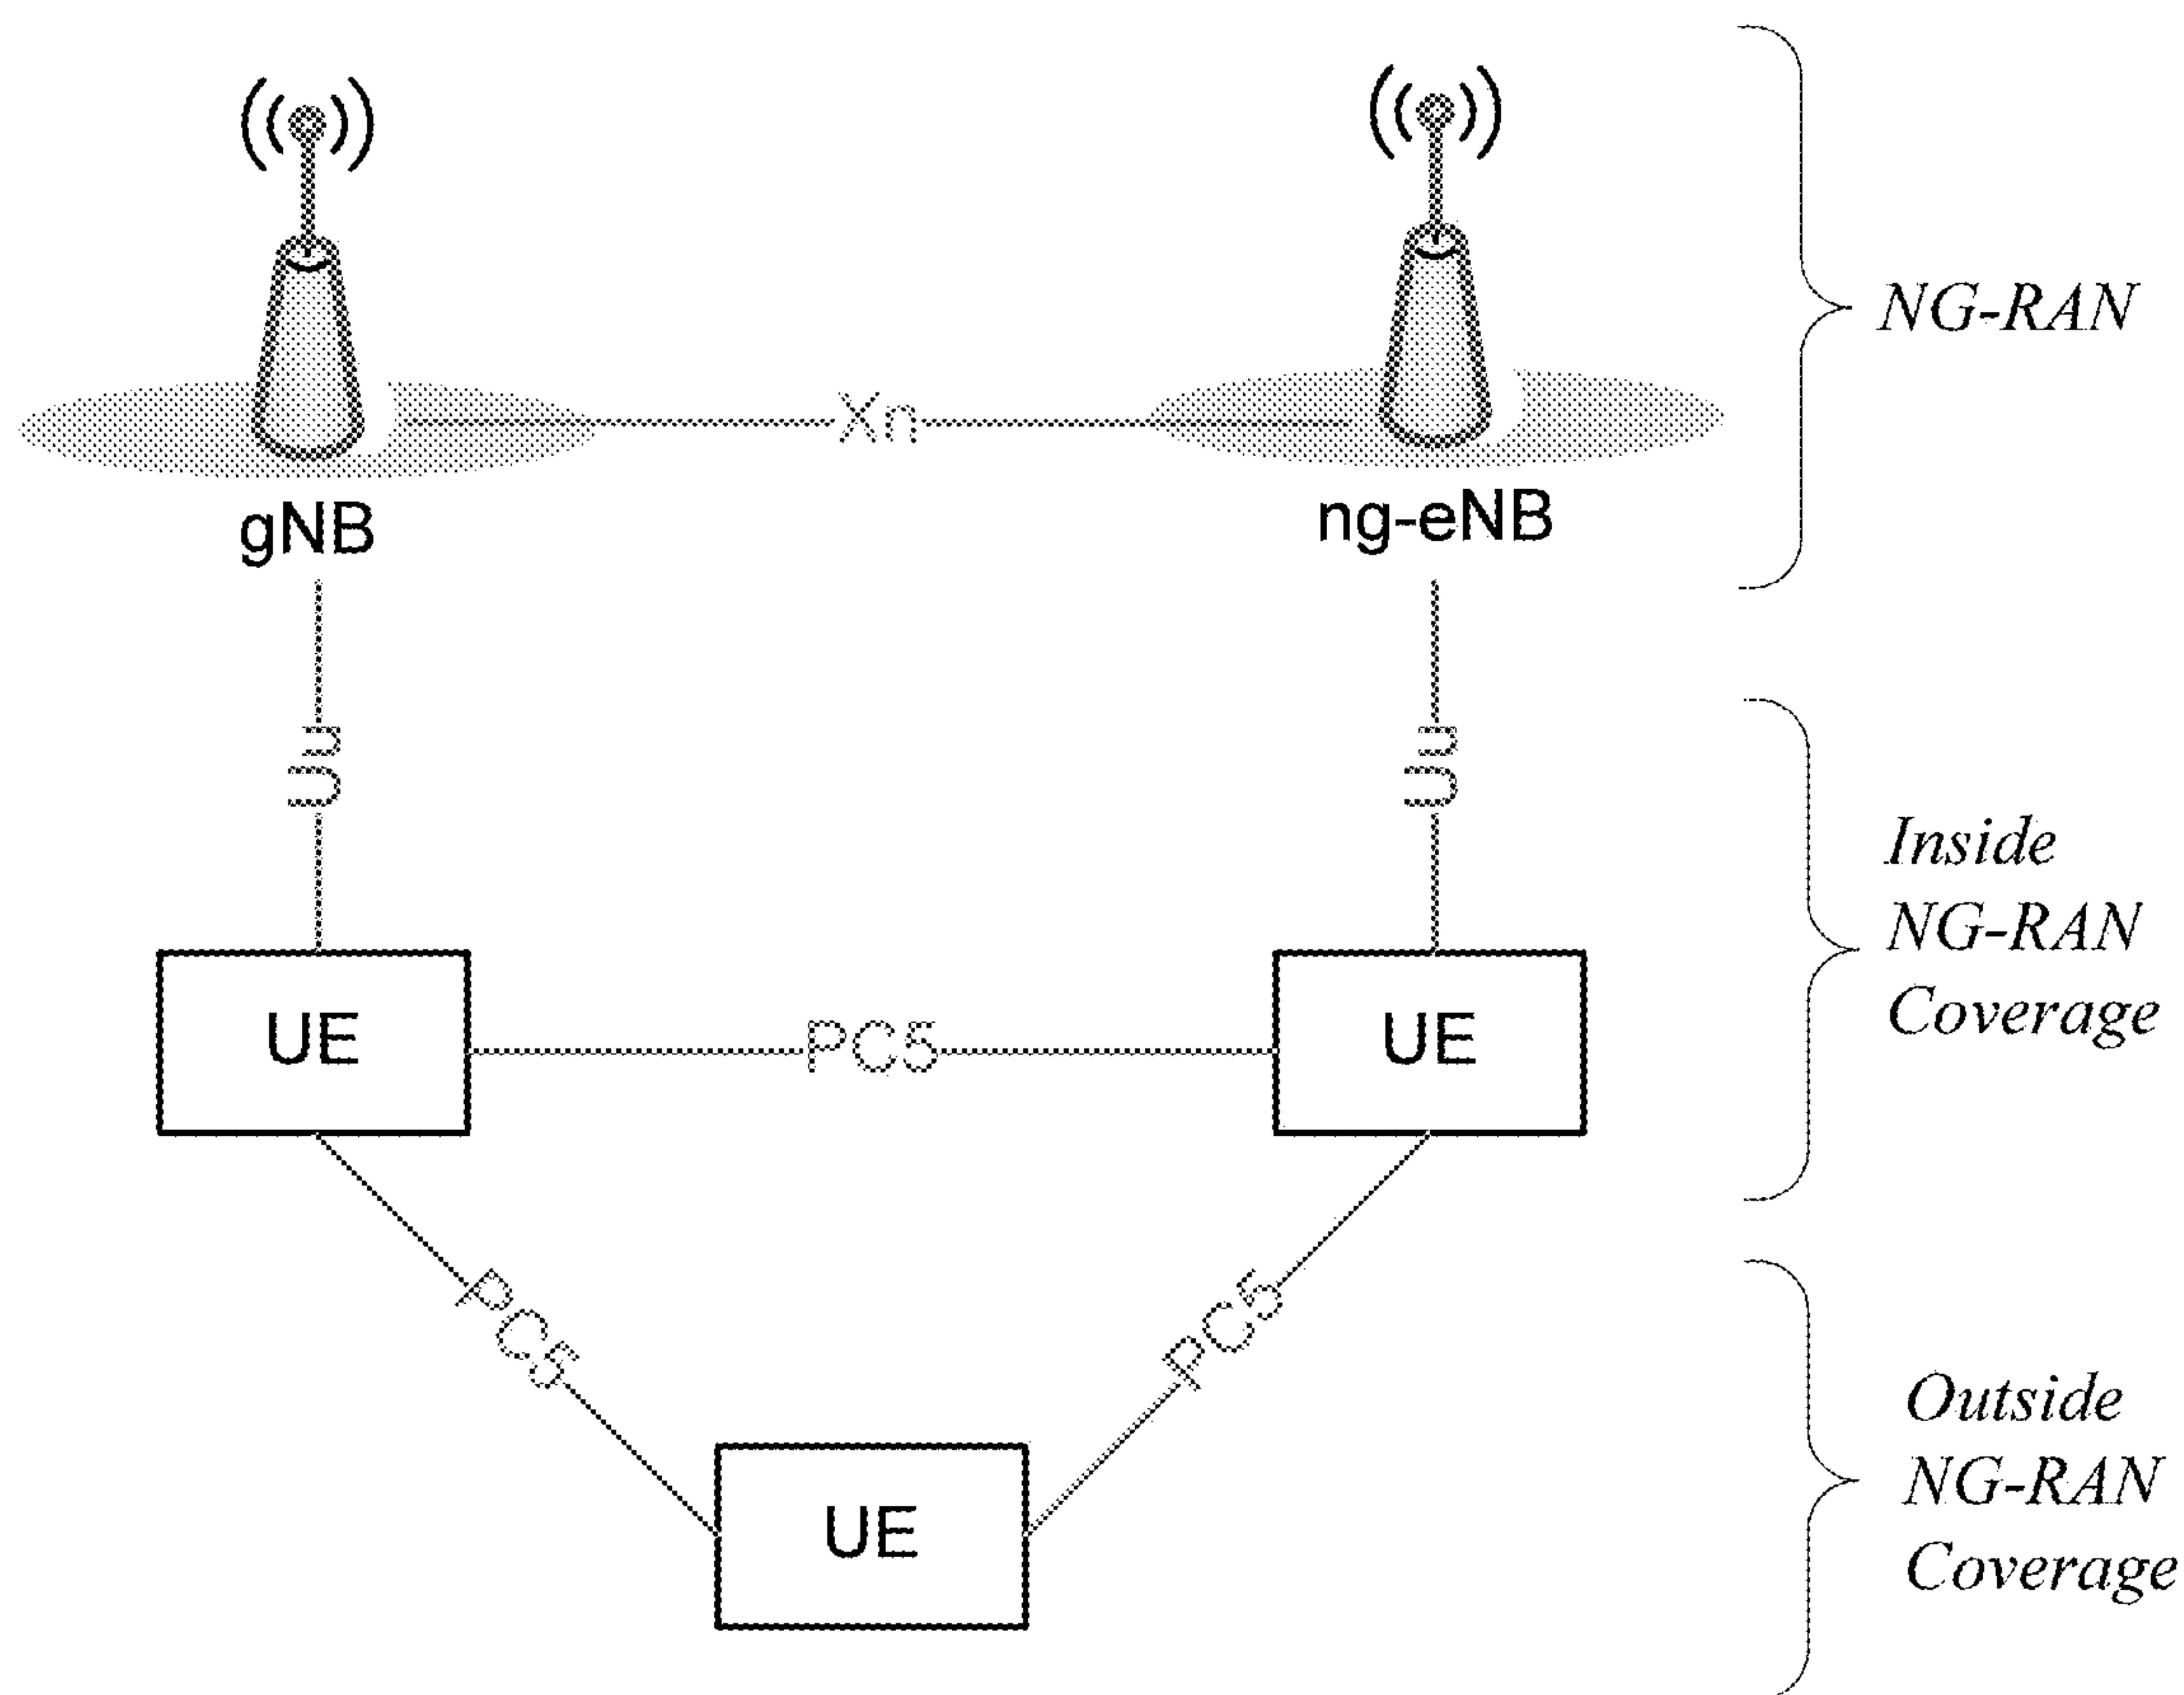 NG-RAN
Xn
gNB
ng-eNB
Uu
Uu
Inside
NG-RAN
Coverage
UE
PC5
UE
PC5
PC5
Outside
NG-RAN
Coverage
UE